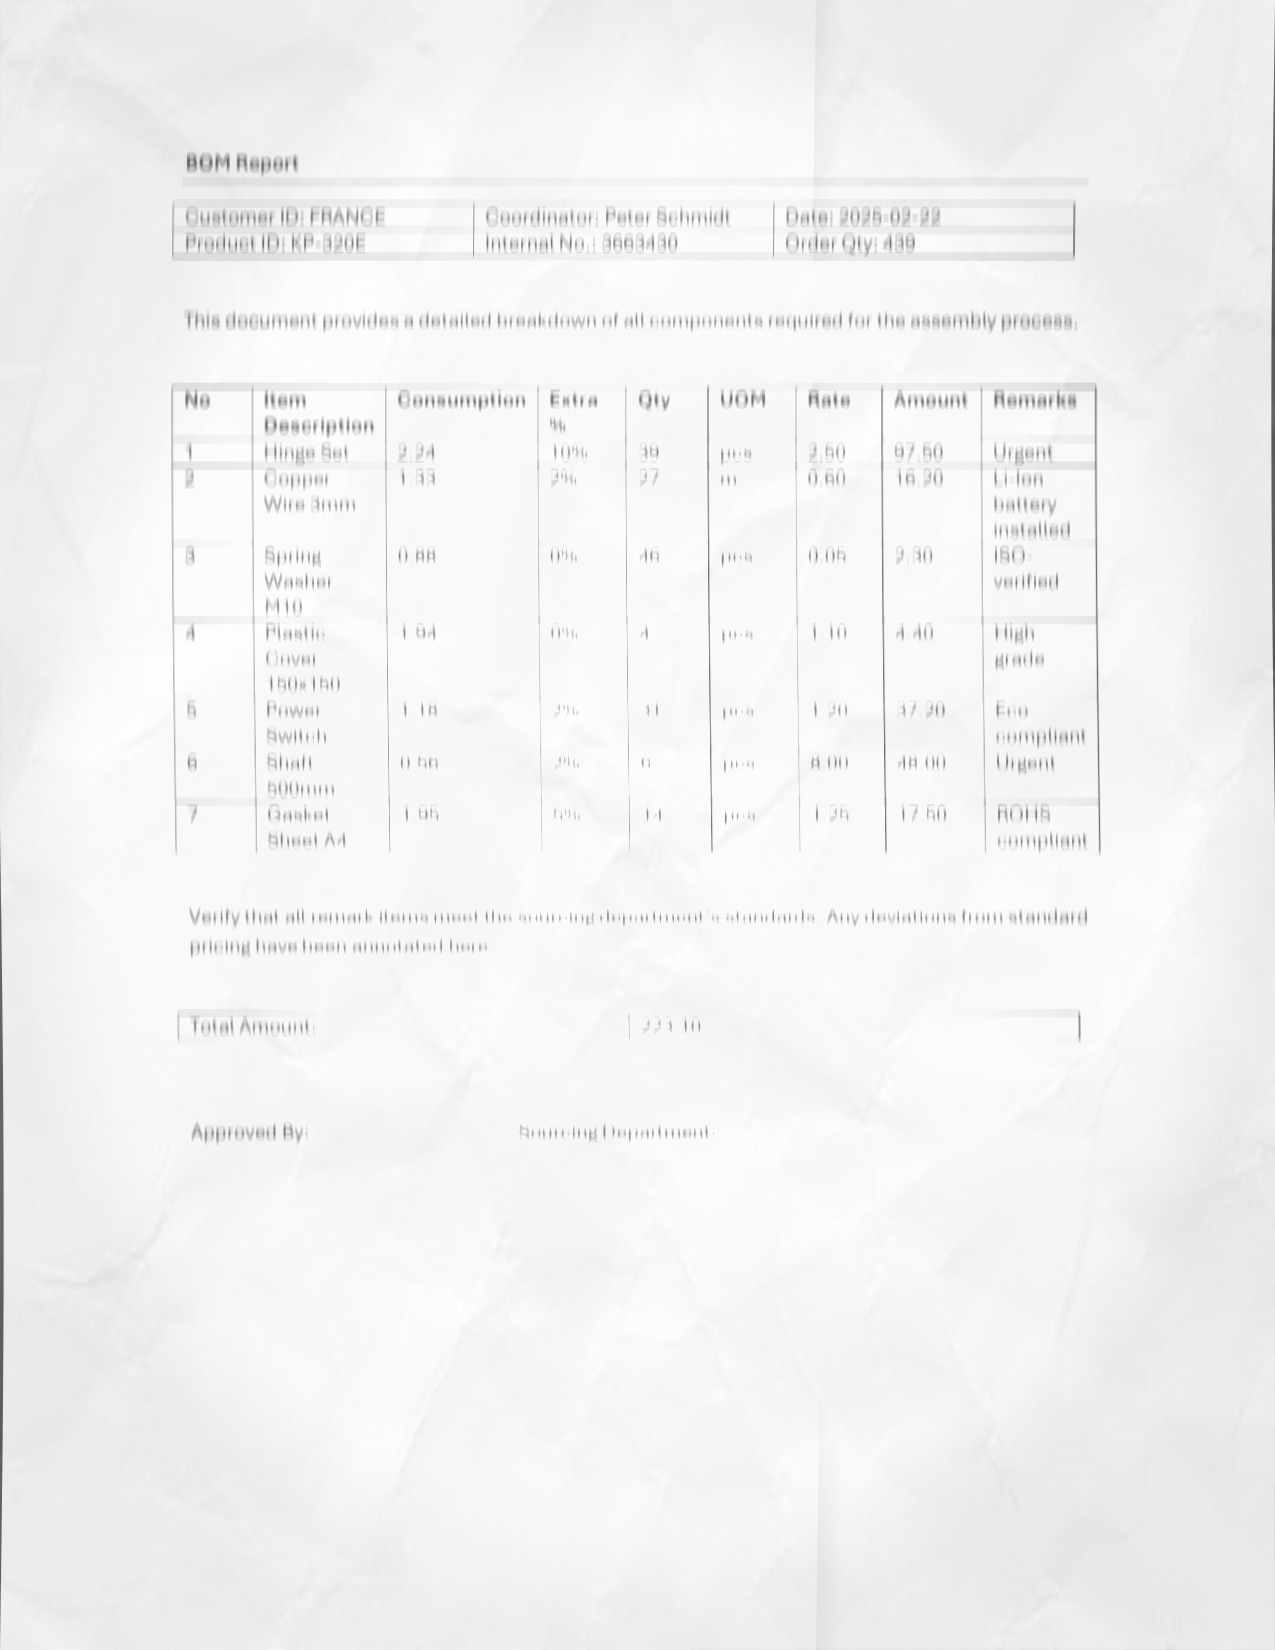 BOM Report
Customer ID: FRANCE Coordinator: Peter Schmidt Date: 2025-02-22
Product ID: KP-320E Internal No.: 3663430 Order Qty: 439
This document provides a detailed breakdown of all components required for the assembly process.
No Item Consumption Extra Qty UOM Rate Amount Remarks
Description %
1 Hinge Set 2.24 10% 39 pcs 2.50 97.50 Urgent
2 Copper 1.33 2% 27 m 0.60 16.20 Li-Ion
Wire 3mm battery
installed
3 Spring 0.88 0% 46 pcs 0.05 2.30 ISO
Washer verified
M10
4 Plastic 1.94 0% 4 pcs 1.10 4.40 High
Cover grade
150x150
5 Power 1.18 2% 31 pcs 1.20 37.20 Eco
Switch compliant
6 Shaft 0.56 2% 6 pcs 8.00 48.00 Urgent
500mm
7 Gasket 1.95 5% 14 pcs 1.25 17.50 ROHS
Sheet A4 compliant
Verify that all remark items meet the sourcing department's standards. Any deviations from standard
pricing have been annotated here.
Total Amount: 223.10
Approved By: Sourcing Department: